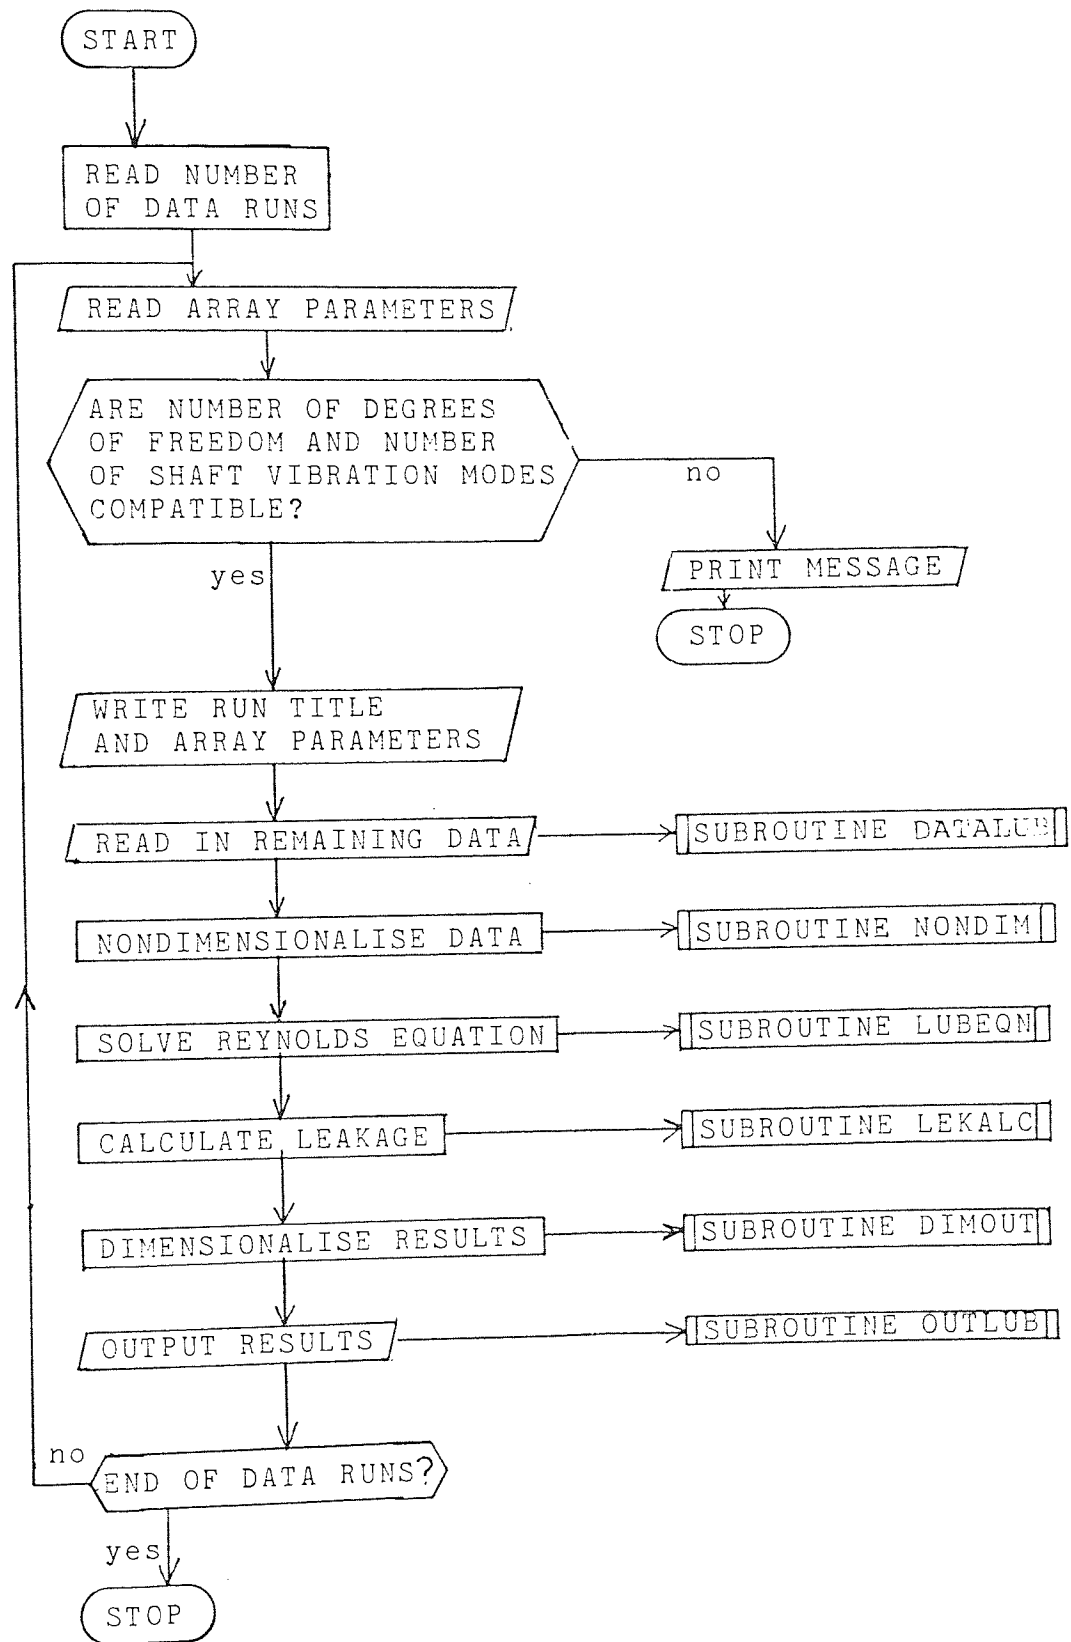 START
READ NUMBER
OF DATA RUNS
READ ARRAY PARAMETERS
ARE NUMBER OF DEGREES
OF FREEDOM AND NUMBER
OF SHAFT VIBRATION MODES
COMPATIBLE?
no
yes
PRINT MESSAGE
STOP
WRITE RUN TITLE
AND ARRAY PARAMETERS
READ IN REMAINING DATA
SUBROUTINE DATALUB
NONDIMENSIONALISE DATA
SUBROUTINE NONDIM
SOLVE REYNOLDS EQUATION
SUBROUTINE LUBEQN
CALCULATE LEAKAGE
SUBROUTINE LEKALC
DIMENSIONALISE RESULTS
SUBROUTINE DIMOUT
OUTPUT RESULTS
SUBROUTINE OUTLUB
no
END OF DATA RUNS?
yes
STOP